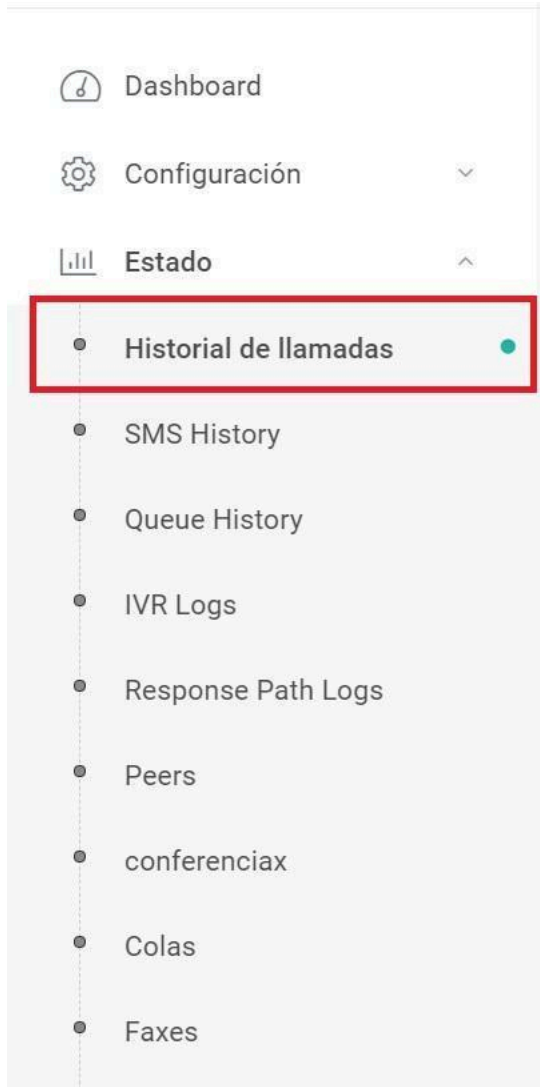 Dashboard
Configuración
Estado
Historial de llamadas
SMS History
Queue History
IVR Logs
Response Path Logs
Peers
conferenciax
Colas
Faxes